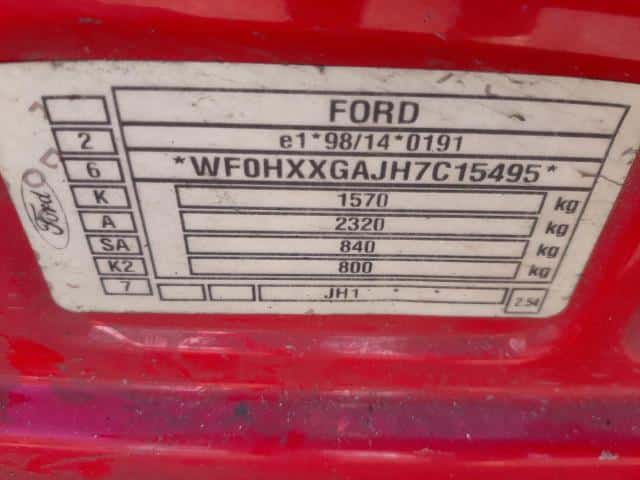 FORD
2 e1*98/14*0191
6 *WF0HXXGAJH7C15495*
K 1570 kg
A 2320 kg
SA 840 kg
K2 800 kg
7 JH1 * * 2.54
Ford